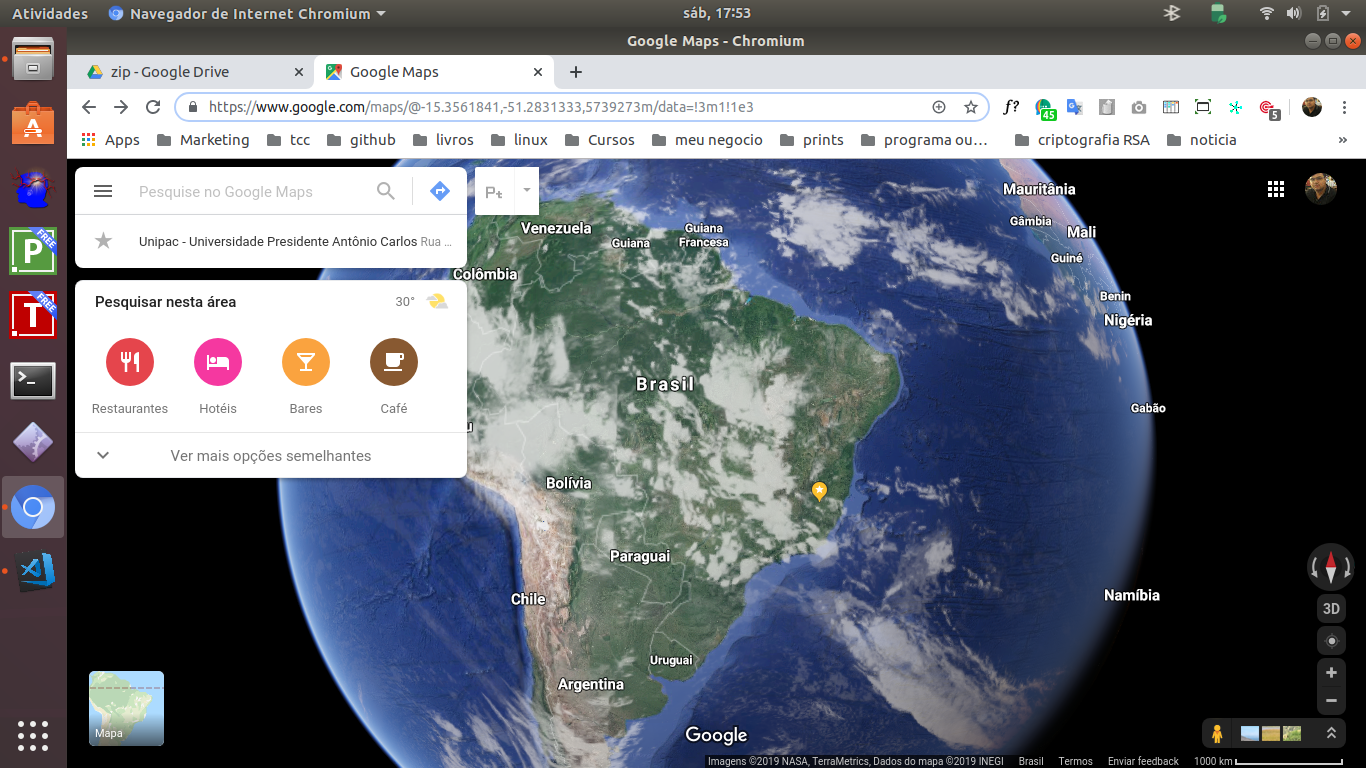 Atividades Navegador de Internet Chromium sáb, 17:53
Google Maps - Chromium
zip - Google Drive Google Maps
https://www.google.com/maps/@-15.3561841,-51.2831333,5739273m/data=!3m1!1e3 f? 45 5
Apps Marketing tcc github livros linux Cursos meu negocio prints programa ou… criptografia RSA noticia »
Pesquise no Google Maps
Unipac - Universidade Presidente Antônio Carlos Rua ...
Pesquisar nesta área 30°
Restaurantes Hotéis Bares Café
Ver mais opções semelhantes
FREE
P
FREE
T
>_
Mauritânia
Gâmbia
Mali
Venezuela
Guiana
Guiana
Francesa
Guiné
Colômbia
Benin
Nigéria
Brasil
Gabão
u
Bolívia
Paraguai
Chile
Namíbia
3D
Uruguai
Argentina
Mapa
Google
Imagens ©2019 NASA, TerraMetrics, Dados do mapa ©2019 INEGI Brasil Termos Enviar feedback 1000 km